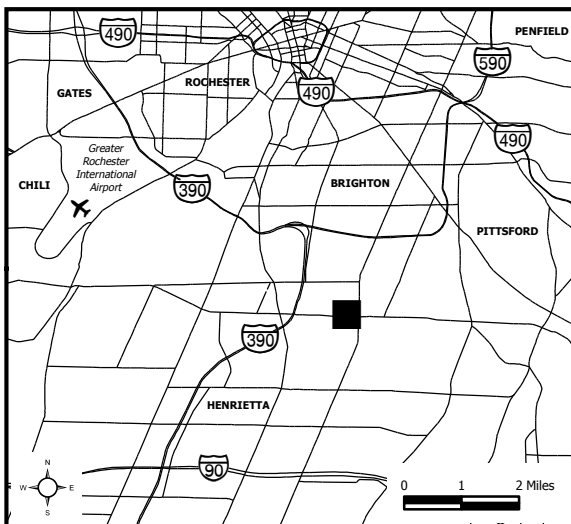 490
PENFIELD
590
ROCHESTER
GATES
490
490
Greater
Rochester
International
Airport
CHILI
390
BRIGHTON
PITTSFORD
390
HENRIETTA
N
W E
S
90
0 1 2 Miles